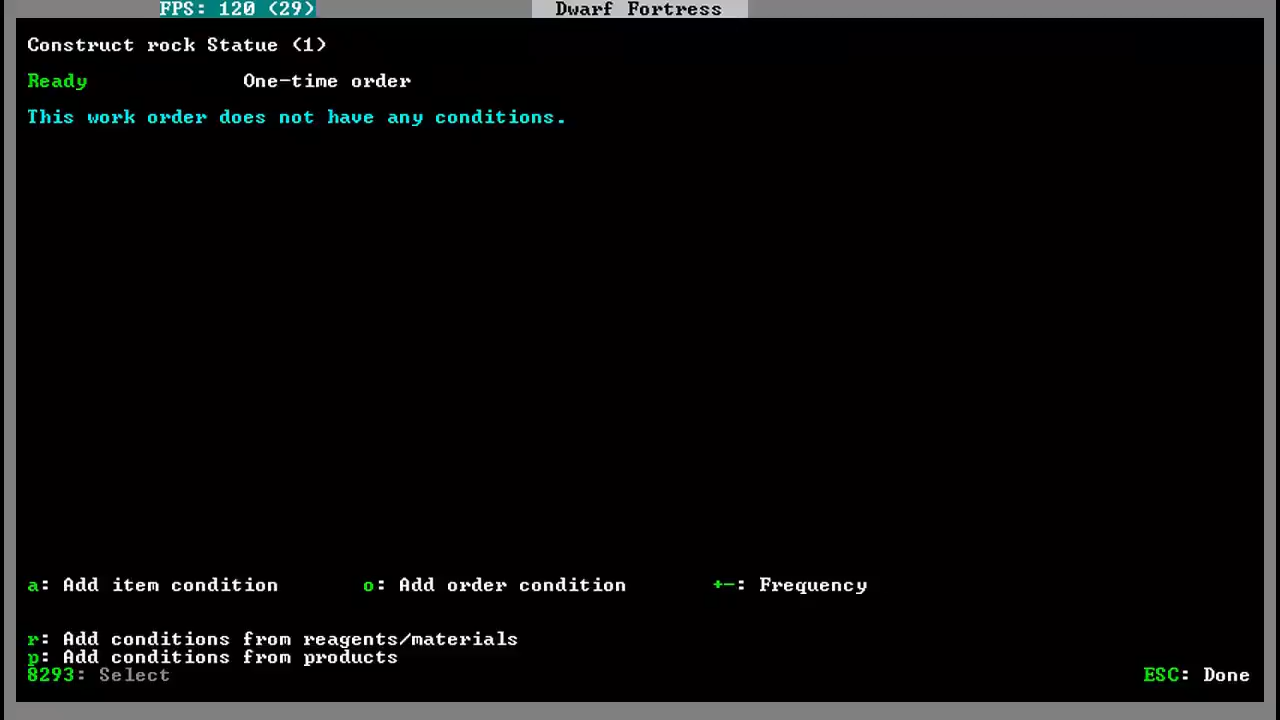 FPS: 120 (29) Dwarf Fortress
Construct rock Statue (1)
Ready One-time order
This work order does not have any conditions.
a: Add item condition o: Add order condition +-: Frequency
r: Add conditions from reagents/materials
p: Add conditions from products
8293: Select ESC: Done